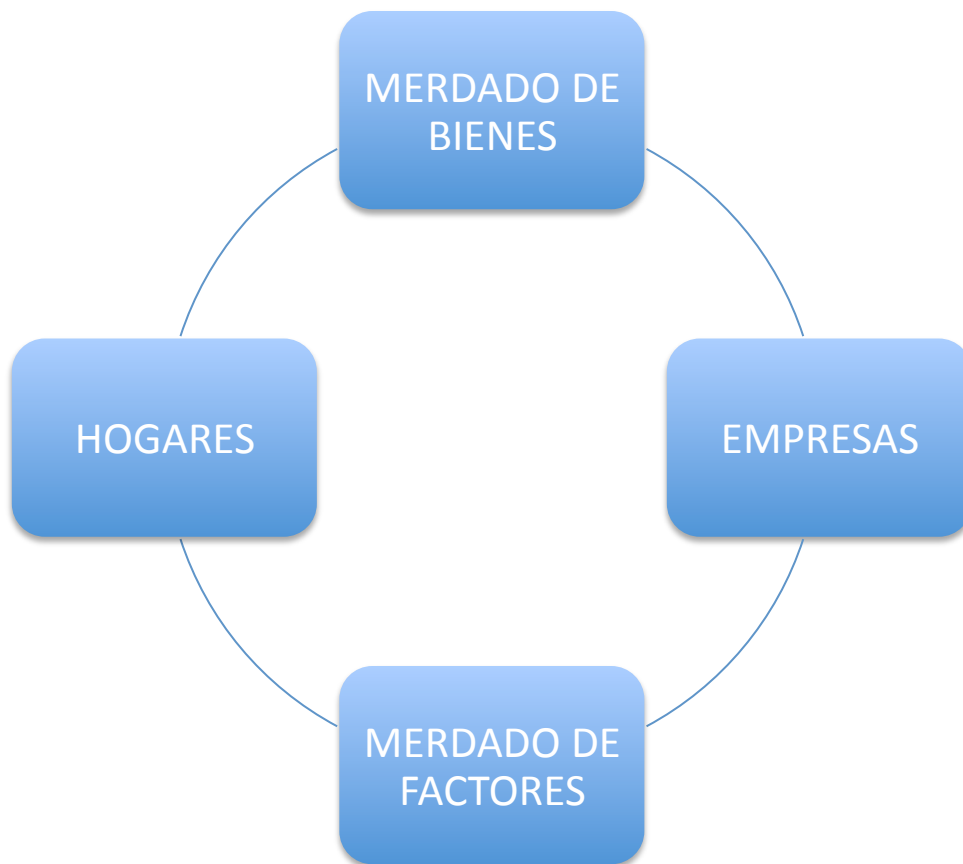 MERDADO DE
BIENES
HOGARES
EMPRESAS
MERDADO DE
FACTORES